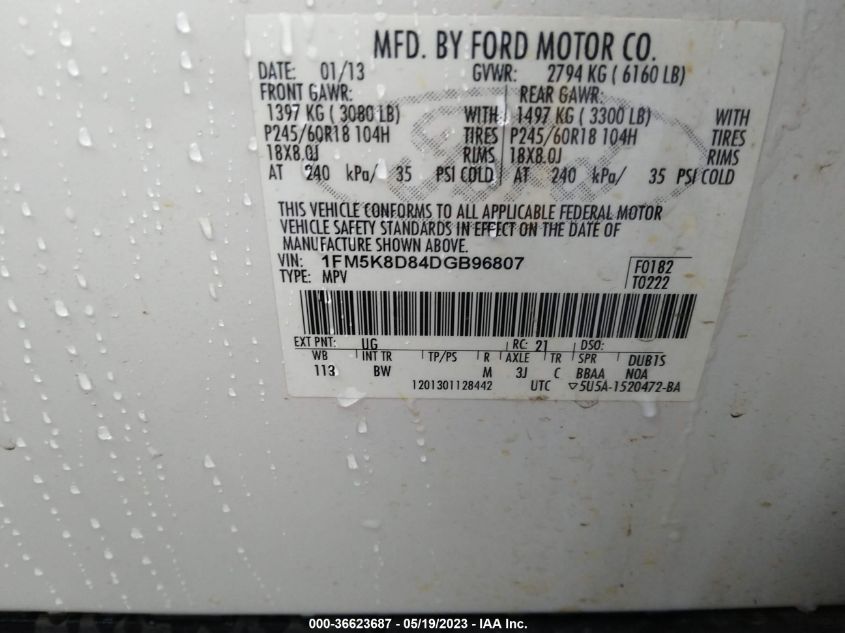 MFD. BY FORD MOTOR CO.
DATE: 01/13 GVWR: 2794 KG ( 6160 LB)
FRONT GAWR: REAR GAWR:
1397 KG ( 3080 LB) WITH 1497 KG ( 3300 LB) WITH
P245/60R18 104H TIRES P245/60R18 104H TIRES
18X8.0J RIMS 18X8.0J RIMS
AT 240 kPa/ 35 PSI COLD AT 240 kPa/ 35 PSI COLD
THIS VEHICLE CONFORMS TO ALL APPLICABLE FEDERAL MOTOR
VEHICLE SAFETY STANDARDS IN EFFECT ON THE DATE OF
MANUFACTURE SHOWN ABOVE.
VIN: 1FM5K8D84DGB96807 F01B2
TYPE: MPV T0222
EXT PNT: UG RC: 21 DSO:
WB INT TR TP/PS R AXLE TR SPR DUB1S
113 BW M 3J C BBAA NOA
1201301128442 UTC ▽5U5A-1520472-BA
000-36623687 - 05/19/2023 - IAA Inc.